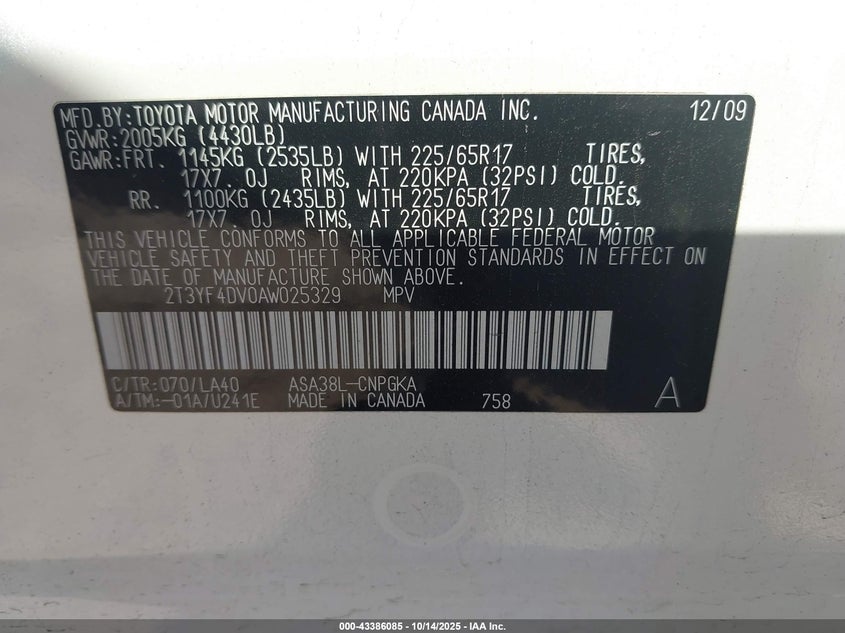 MFD.BY:TOYOTA MOTOR MANUFACTURING CANADA INC. 12/09
GVWR:2005KG (4430LB)
GAWR:FRT. 1145KG (2535LB) WITH 225/65R17 TIRES,
17X7. 0J RIMS, AT 220KPA (32PSI) COLD.
RR. 1100KG (2435LB) WITH 225/65R17 TIRES,
17X7. 0J RIMS, AT 220KPA (32PSI) COLD.
THIS VEHICLE CONFORMS TO ALL APPLICABLE FEDERAL MOTOR
VEHICLE SAFETY AND THEFT PREVENTION STANDARDS IN EFFECT ON
THE DATE OF MANUFACTURE SHOWN ABOVE.
2T3YF4DV0AW025329 MPV
C/TR:070/LA40 ASA38L-CNPGKA
A/TM:-01A/U241E MADE IN CANADA 758 A
000-43386085 - 10/14/2025 - IAA Inc.